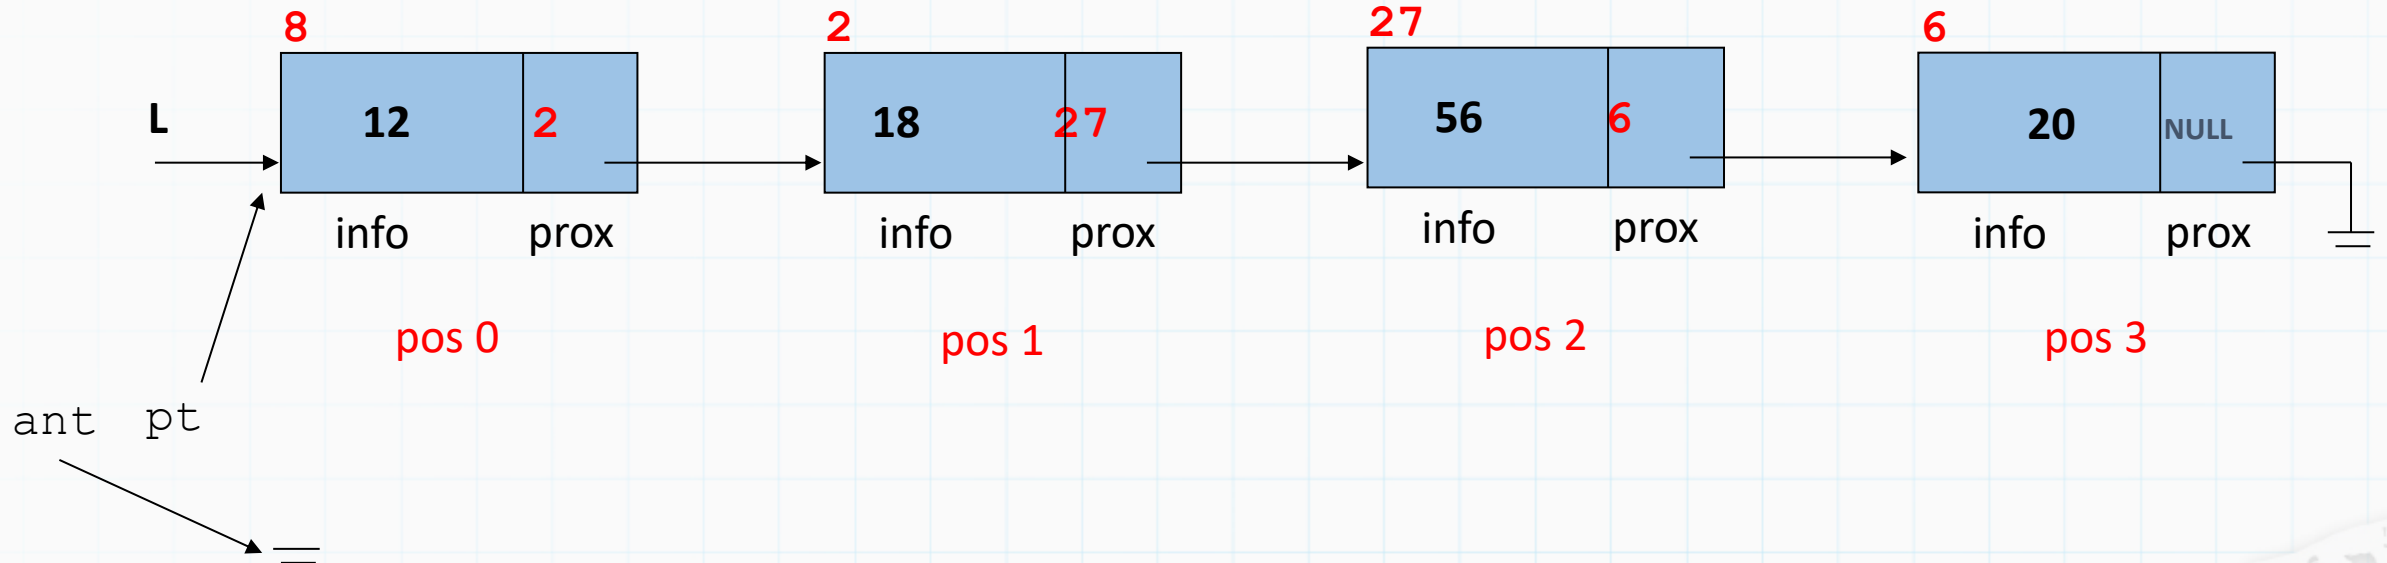 8 2 27 6
L 12 2 18 27 56 6 20 NULL
info prox info prox info prox info prox
pos 0 pos 1 pos 2 pos 3
ant pt